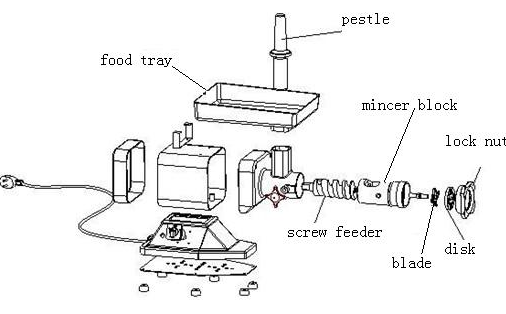 pestle
food tray
mincer block
lock nut
screw feeder
disk
blade